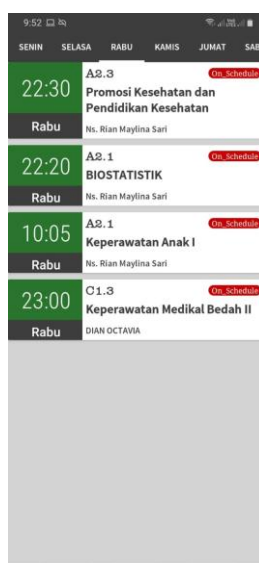 9:52
SENIN SELASA RABU KAMIS JUMAT SAB
22:30
Rabu
A2.3
On_Schedule
Promosi Kesehatan dan
Pendidikan Kesehatan
Ns. Rian Maylina Sari
22:20
Rabu
A2.1
On_Schedule
BIOSTATISTIK
Ns. Rian Maylina Sari
10:05
Rabu
A2.1
On_Schedule
Keperawatan Anak I
Ns. Rian Maylina Sari
23:00
Rabu
C1.3
On_Schedule
Keperawatan Medikal Bedah II
DIAN OCTAVIA